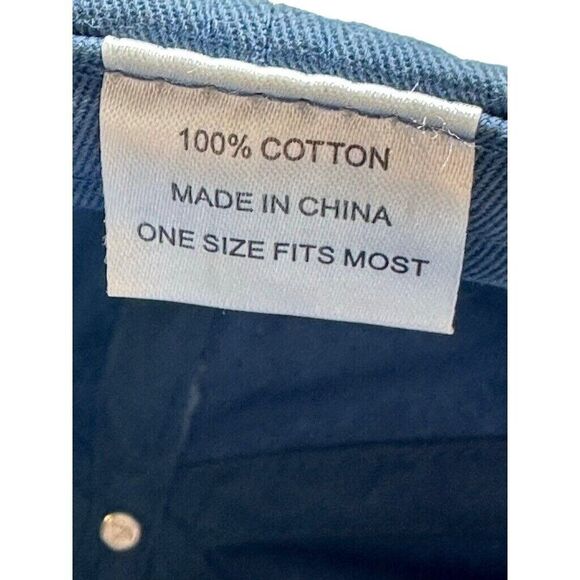 100% COTTON
MADE IN CHINA
ONE SIZE FITS MOST